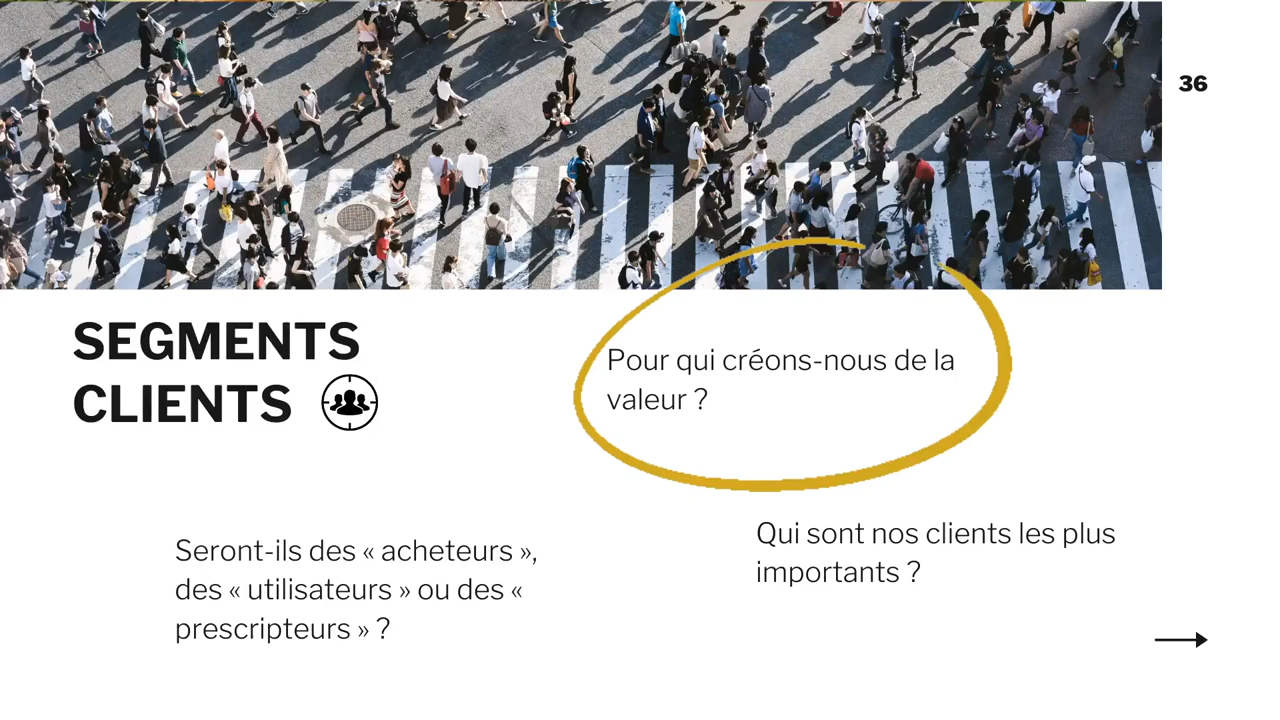 36
SEGMENTS
CLIENTS
Pour qui créons-nous de la
valeur ?
Seront-ils des « acheteurs »,
des « utilisateurs » ou des «
prescripteurs » ?
Qui sont nos clients les plus
importants ?